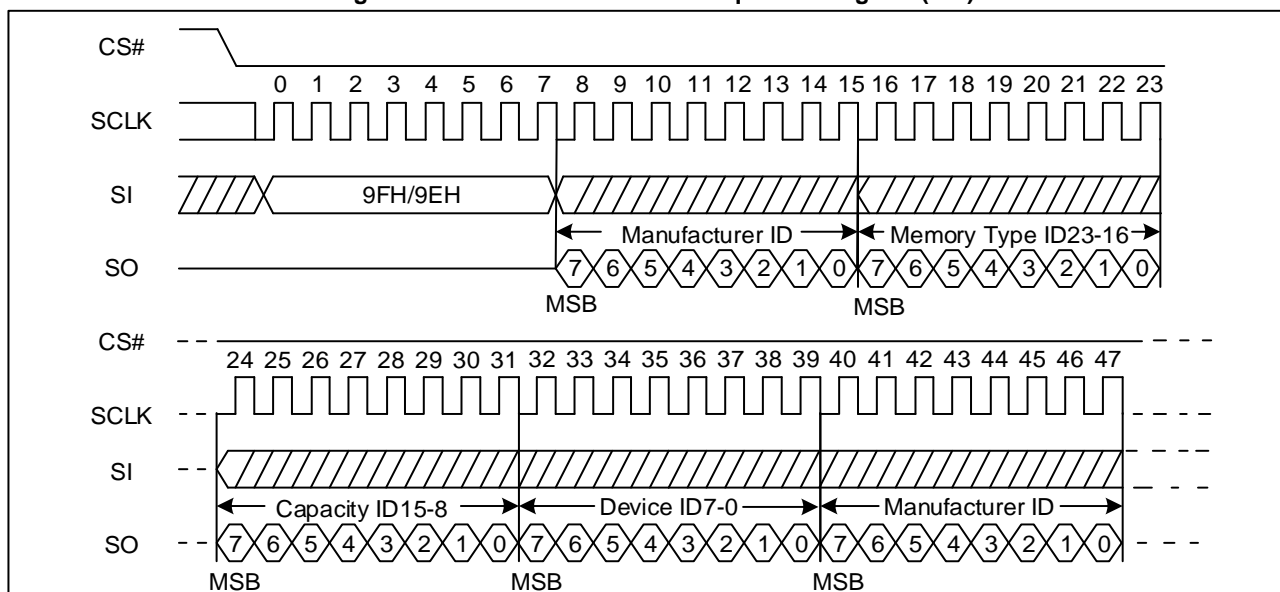 CS#
0 1 2 3 4 5 6 7 8 9 10 11 12 13 14 15 16 17 18 19 20 21 22 23
SCLK
SI 9FH/9EH
Manufacturer ID Memory Type ID23-16
SO 7 6 5 4 3 2 1 0 7 6 5 4 3 2 1 0
MSB MSB
CS#
24 25 26 27 28 29 30 31 32 33 34 35 36 37 38 39 40 41 42 43 44 45 46 47
SCLK
SI
Capacity ID15-8 Device ID7-0 Manufacturer ID
SO 7 6 5 4 3 2 1 0 7 6 5 4 3 2 1 0 7 6 5 4 3 2 1 0
MSB MSB MSB